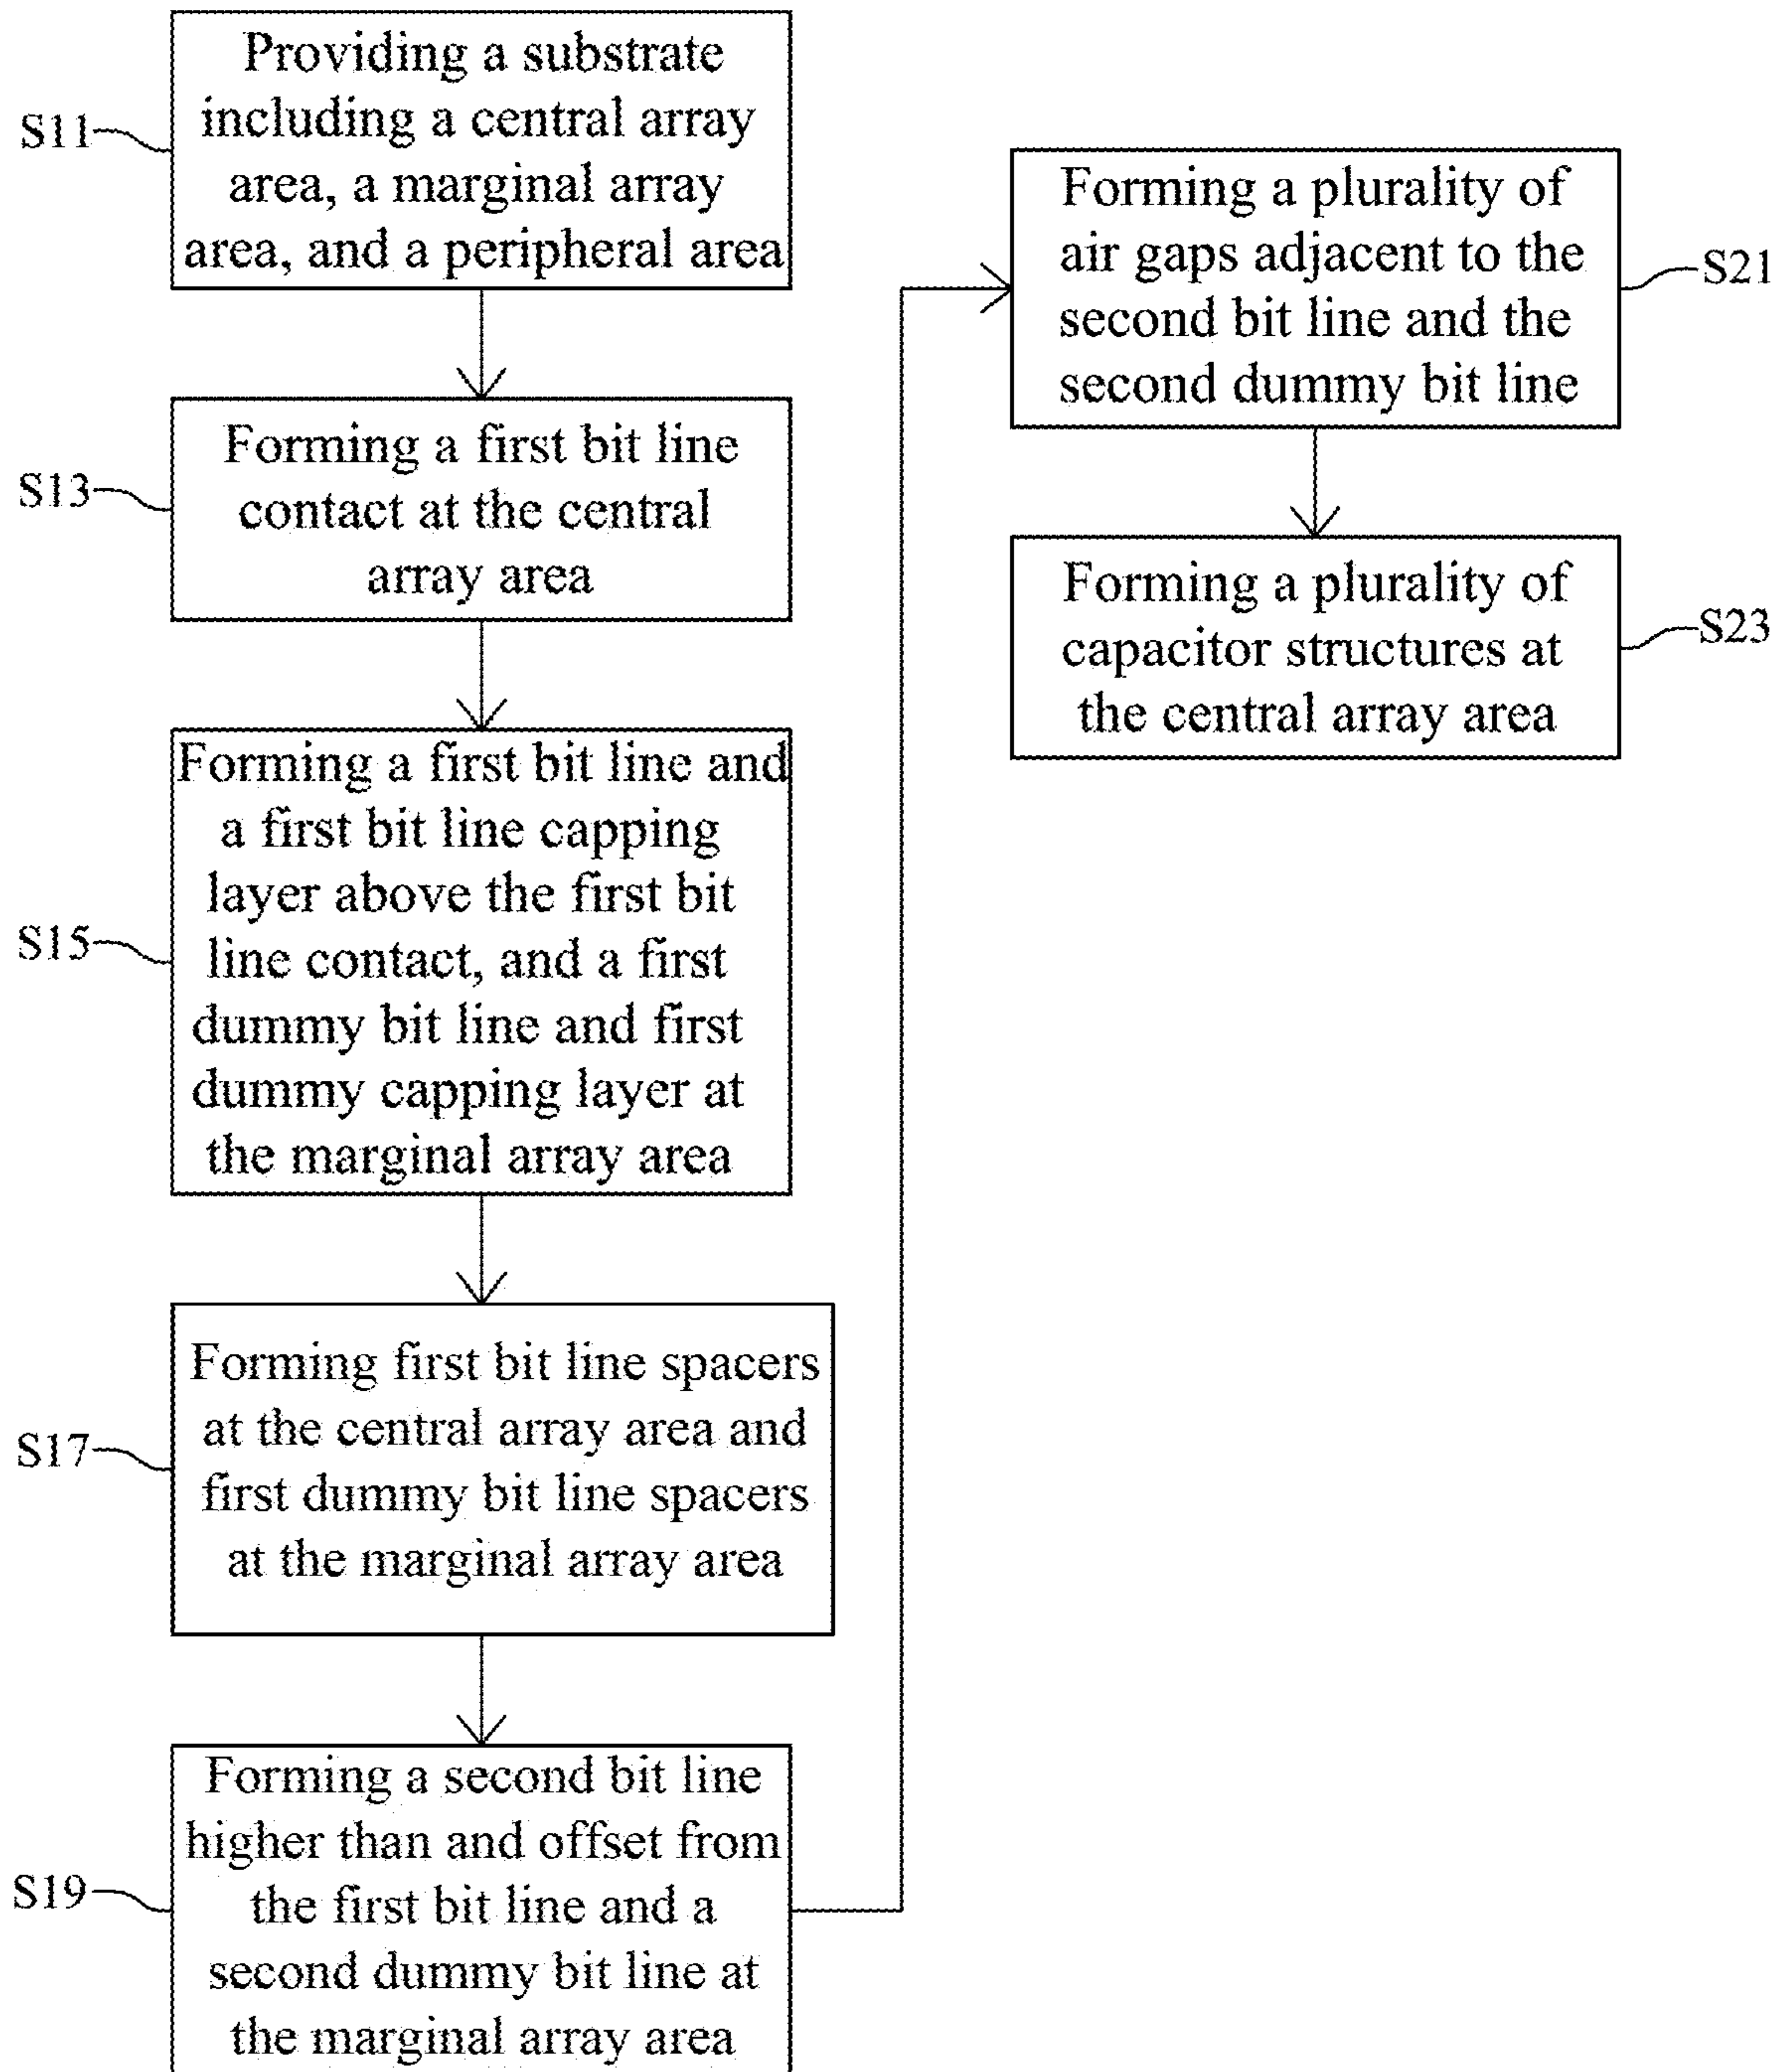 S11
Providing a substrate
including a central array
area, a marginal array
area, and a peripheral area
S13
Forming a first bit line
contact at the central
array area
S15
Forming a first bit line and
a first bit line capping
layer above the first bit
line contact, and a first
dummy bit line and first
dummy capping layer at
the marginal array area
S17
Forming first bit line spacers
at the central array area and
first dummy bit line spacers
at the marginal array area
S19
Forming a second bit line
higher than and offset from
the first bit line and a
second dummy bit line at
the marginal array area
Forming a plurality of
air gaps adjacent to the
second bit line and the
second dummy bit line
S21
Forming a plurality of
capacitor structures at
the central array area
S23